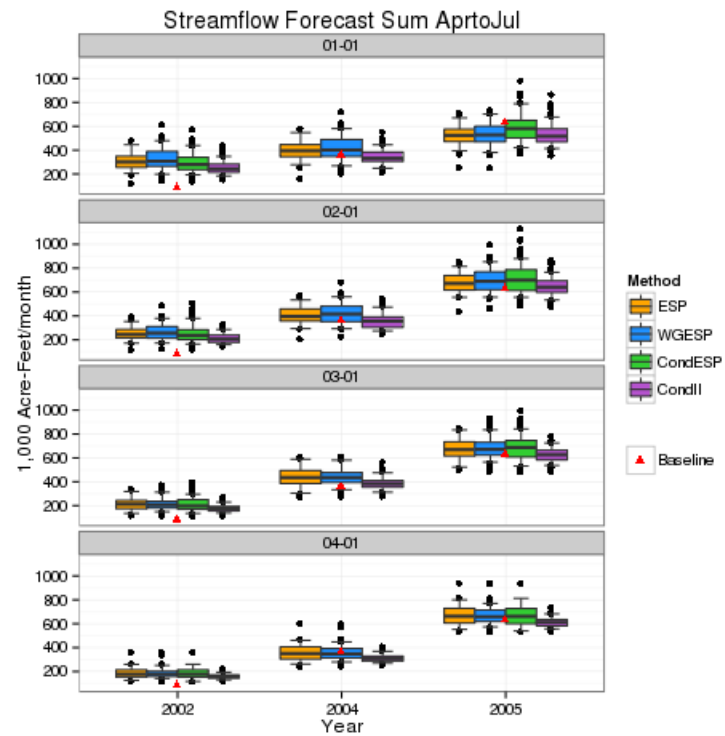 Streamflow Forecast Sum AprtoJul
01-01
1000
800
600
400
200
02-01
1000
800
600
400
200
03-01
1000
800
600
400
200
04-01
1000
800
600
400
200
2002 2004 2005
Year
1,000 Acre-Feet/month
Method
ESP
WGESP
CondESP
CondII
Baseline